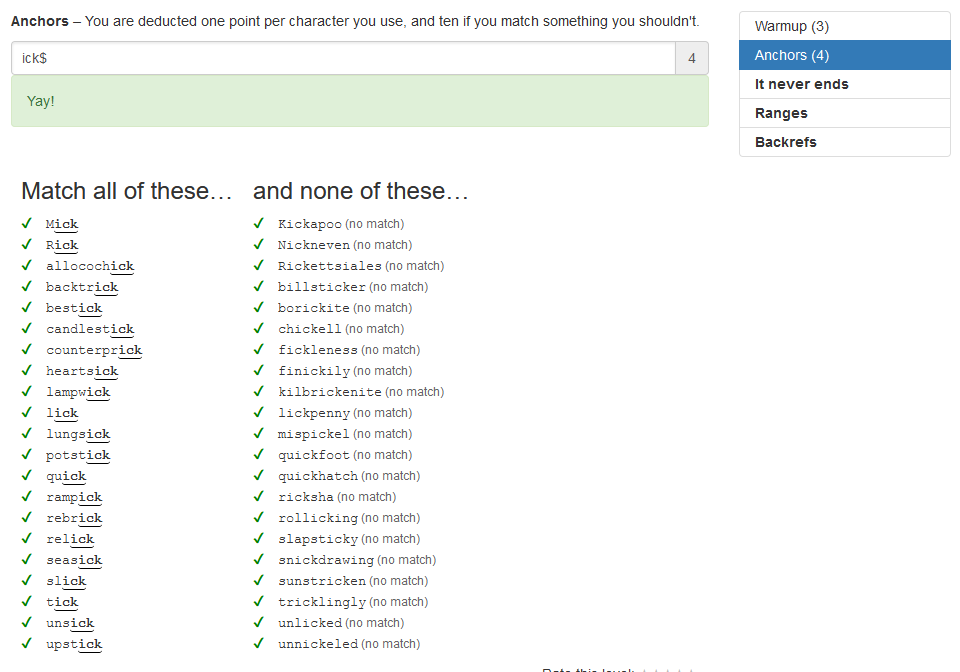 Anchors – You are deducted one point per character you use, and ten if you match something you shouldn't.
ick$ 4
Yay!
Warmup (3)
Anchors (4)
It never ends
Ranges
Backrefs
Match all of these… and none of these…
✓ Mick ✓ Kickapoo (no match)
✓ Rick ✓ Nickneven (no match)
✓ allocochick ✓ Rickettsiales (no match)
✓ backtrick ✓ billsticker (no match)
✓ bestick ✓ borickite (no match)
✓ candlestick ✓ chickell (no match)
✓ counterprick ✓ fickleness (no match)
✓ heartsick ✓ finickily (no match)
✓ lampwick ✓ kilbrickenite (no match)
✓ lick ✓ lickpenny (no match)
✓ lungsick ✓ mispickel (no match)
✓ potstick ✓ quickfoot (no match)
✓ quick ✓ quickhatch (no match)
✓ rampick ✓ ricksha (no match)
✓ rebrick ✓ rollicking (no match)
✓ relick ✓ slapsticky (no match)
✓ seasick ✓ snickdrawing (no match)
✓ slick ✓ sunstricken (no match)
✓ tick ✓ tricklingly (no match)
✓ unsick ✓ unlicked (no match)
✓ upstick ✓ unnickeled (no match)